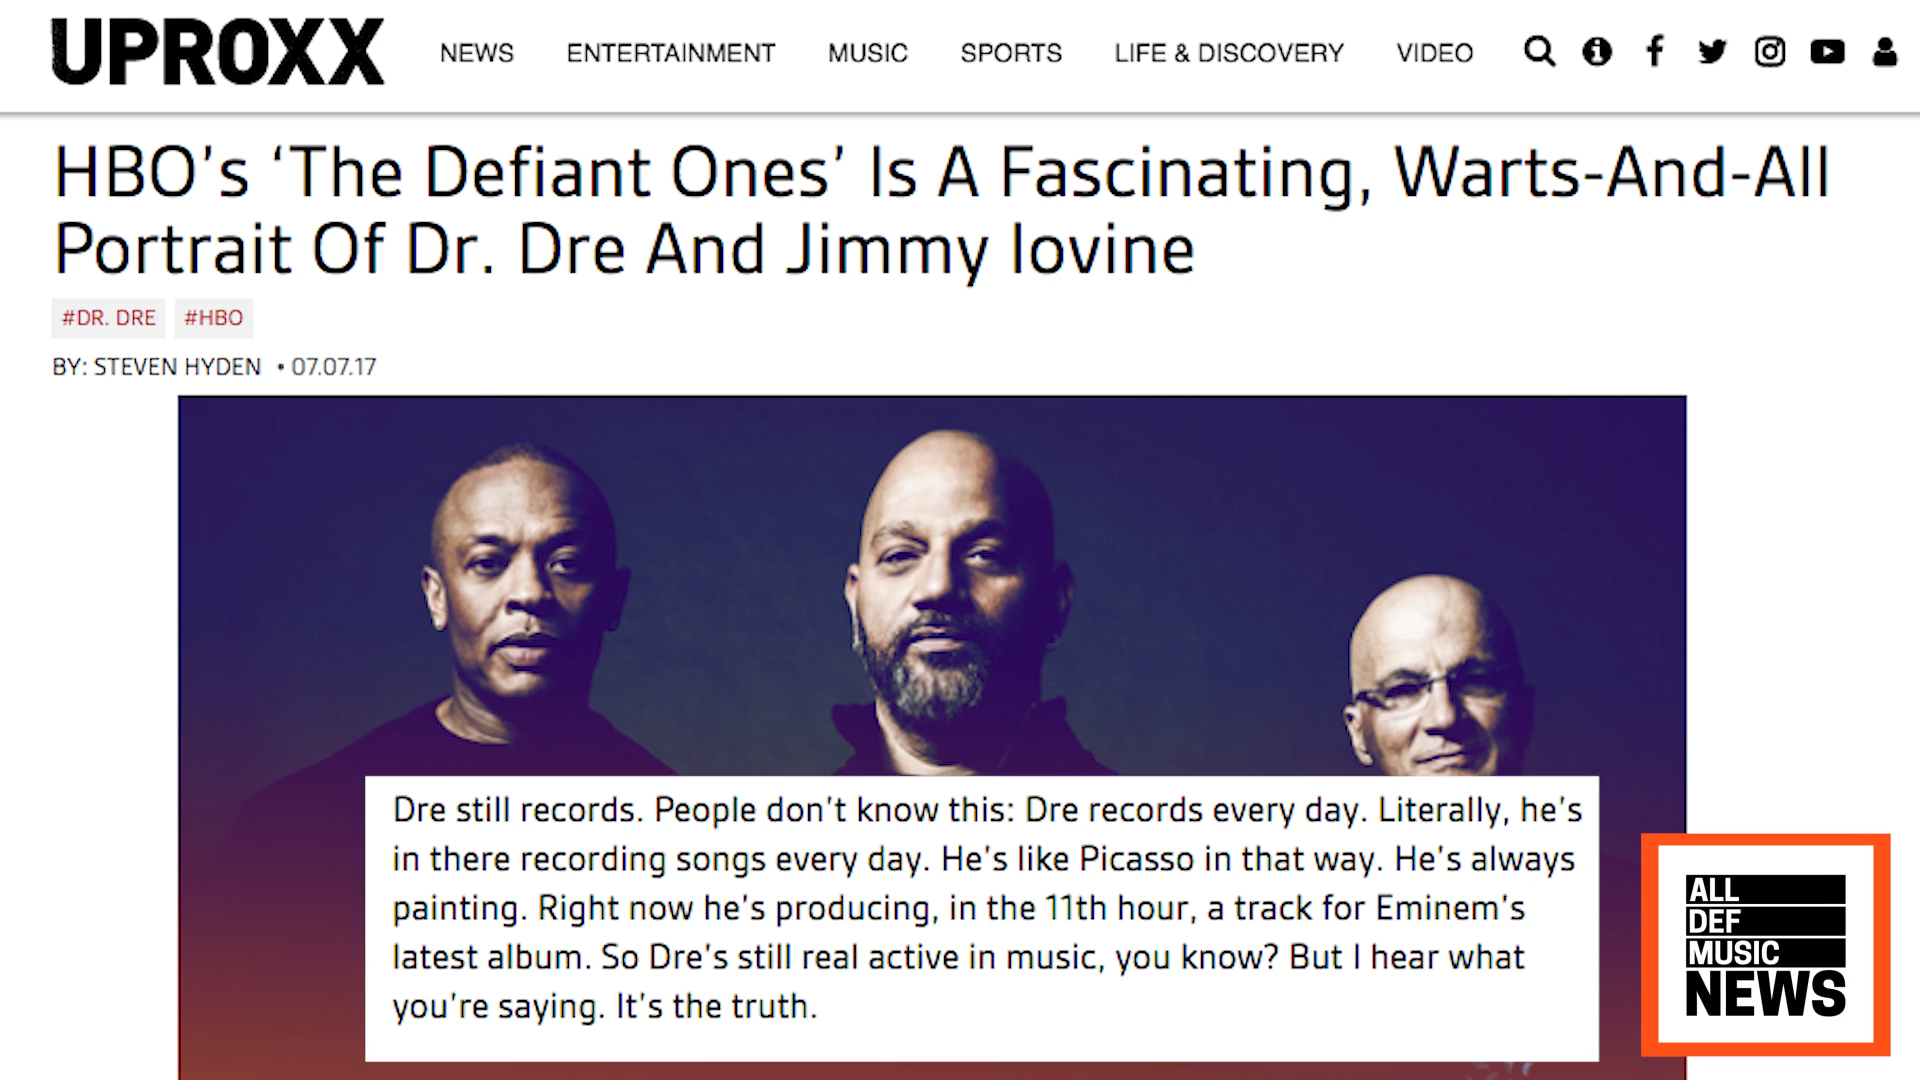 UPROXX NEWS ENTERTAINMENT MUSIC SPORTS LIFE & DISCOVERY VIDEO
HBO's ‘The Defiant Ones’ Is A Fascinating, Warts-And-All
Portrait Of Dr. Dre And Jimmy Iovine
#DR. DRE #HBO
BY: STEVEN HYDEN • 07.07.17
Dre still records. People don't know this: Dre records every day. Literally, he's
in there recording songs every day. He's like Picasso in that way. He's always
painting. Right now he's producing, in the 11th hour, a track for Eminem's
latest album. So Dre's still real active in music, you know? But I hear what
you're saying. It's the truth.
ALL
DEF
MUSIC
NEWS